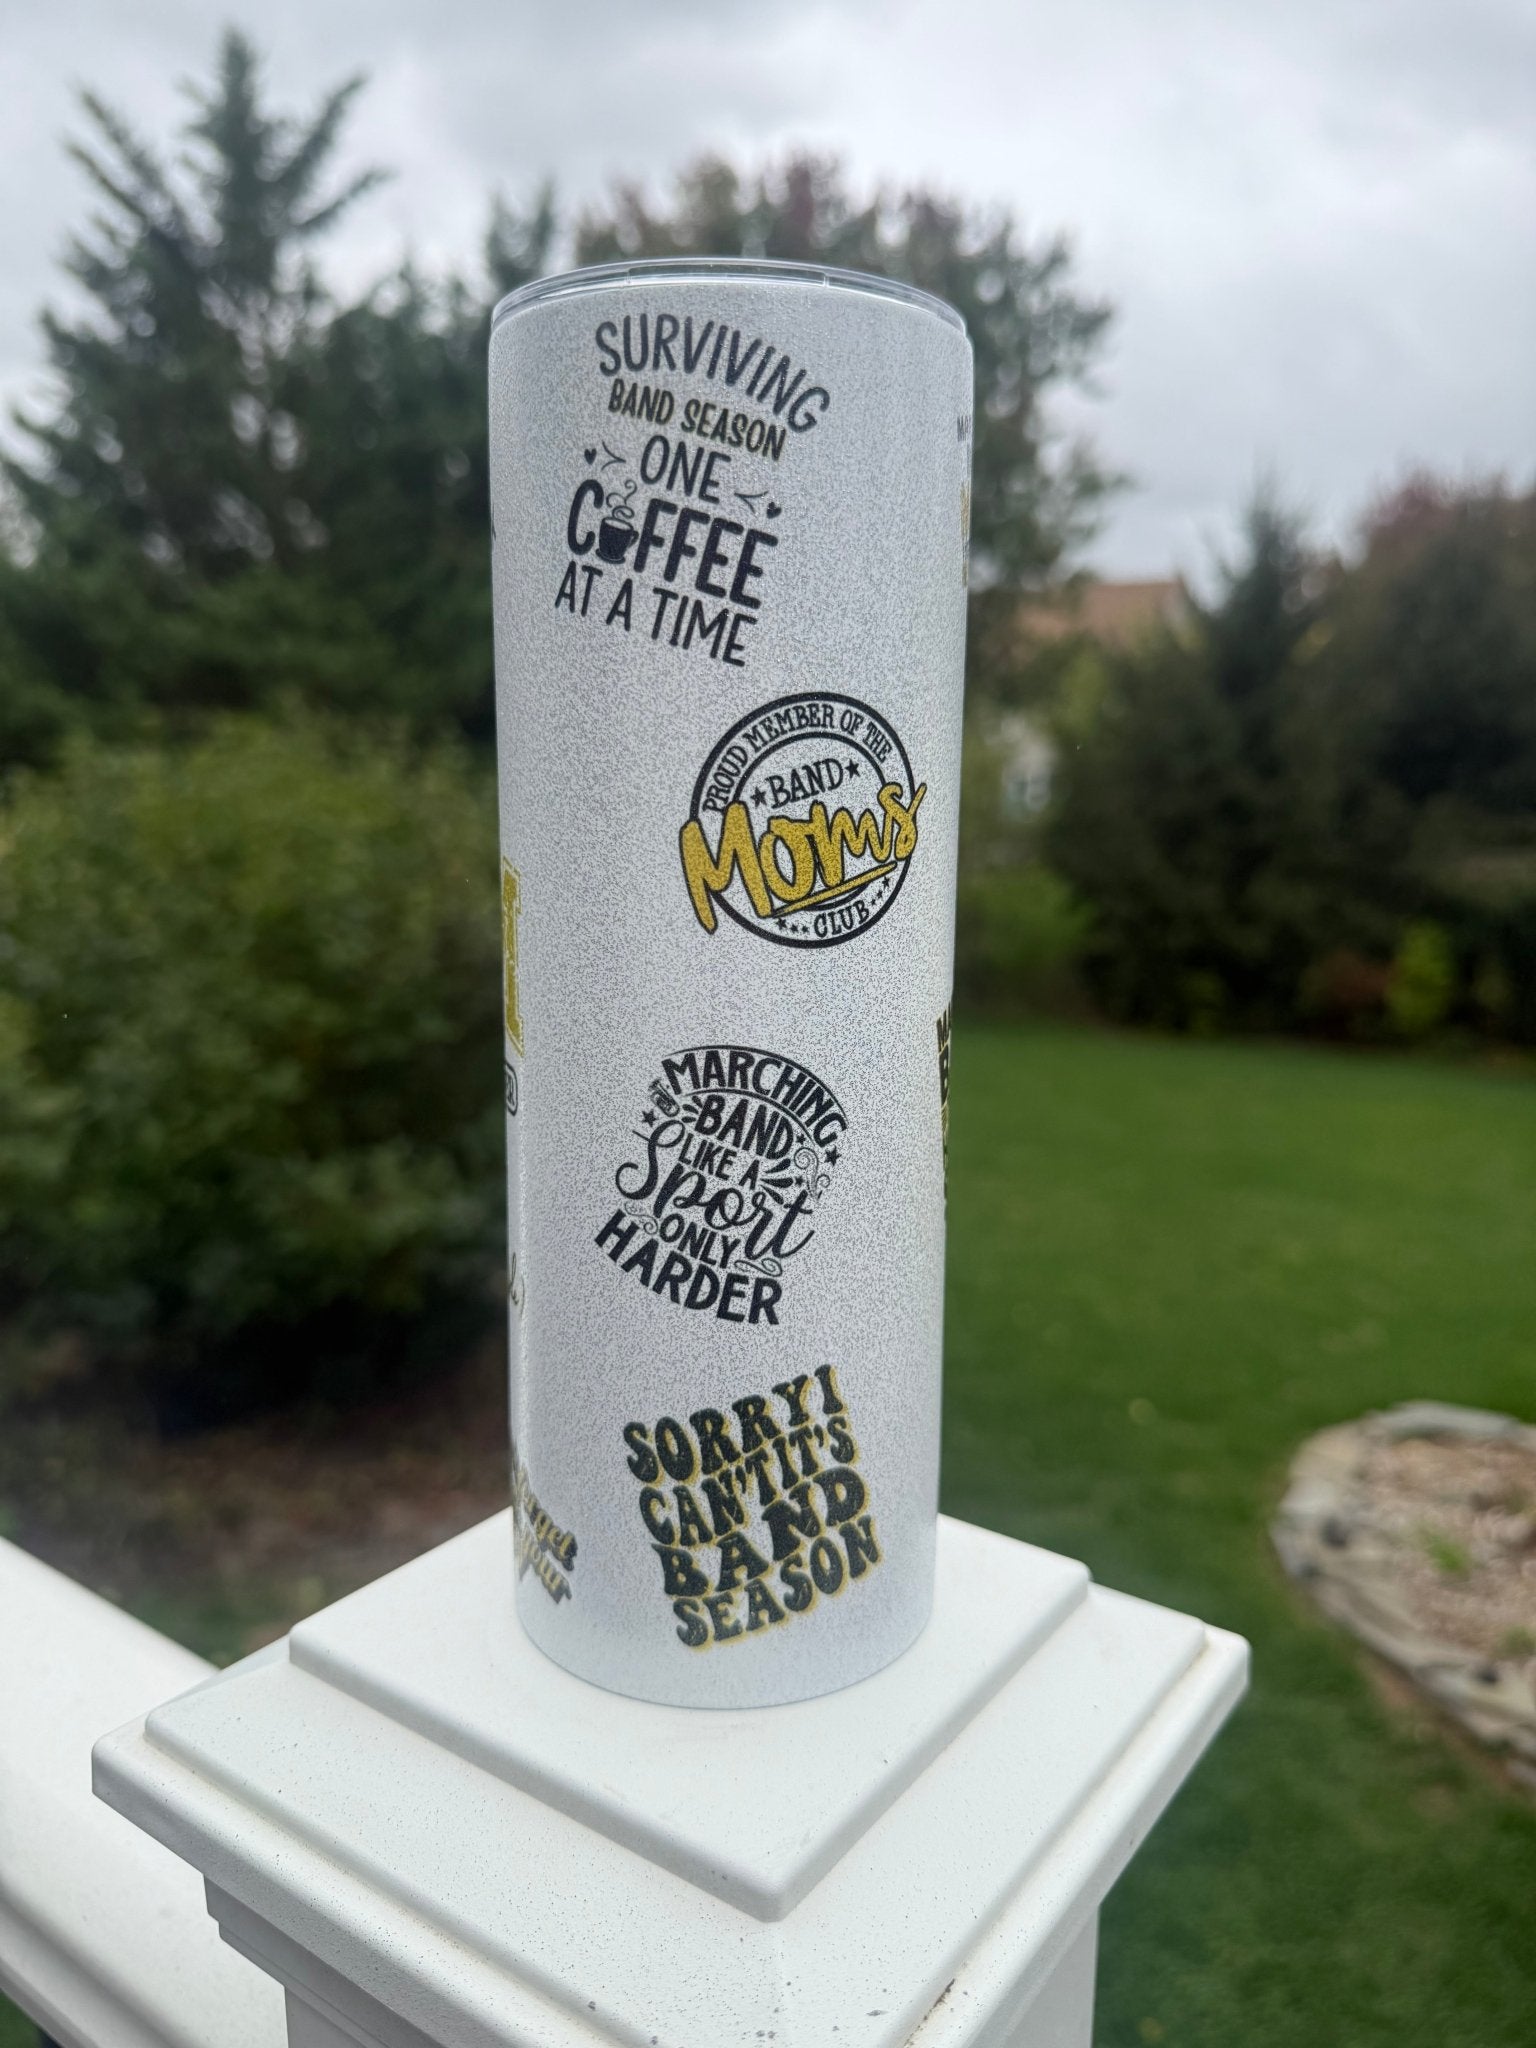 SURVIVING
BAND SEASON
ONE
COFFEE
AT A TIME
PROUD MEMBER OF THE
BAND
Moms
CLUB
MARCHING
BAND
LIKE A
Sport
ONLY
HARDER
SORRY I
CAN'T IT'S
BAND
SEASON
your